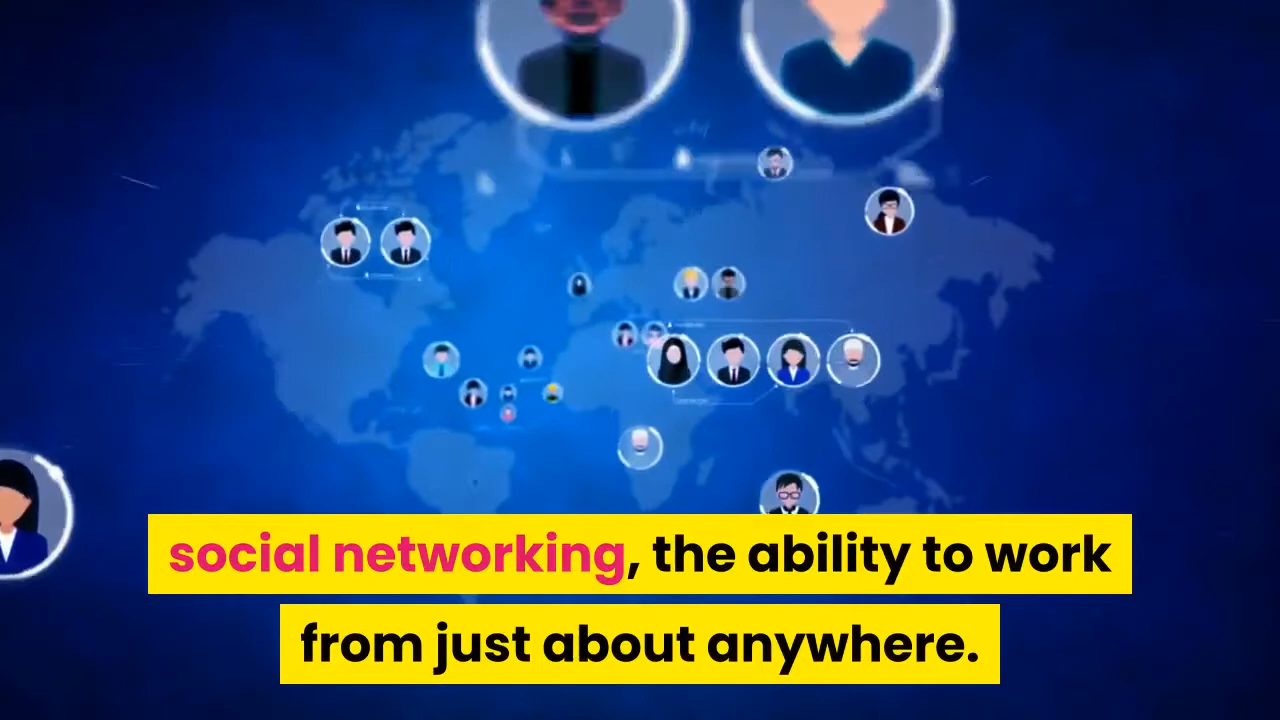 social networking, the ability to work
from just about anywhere.